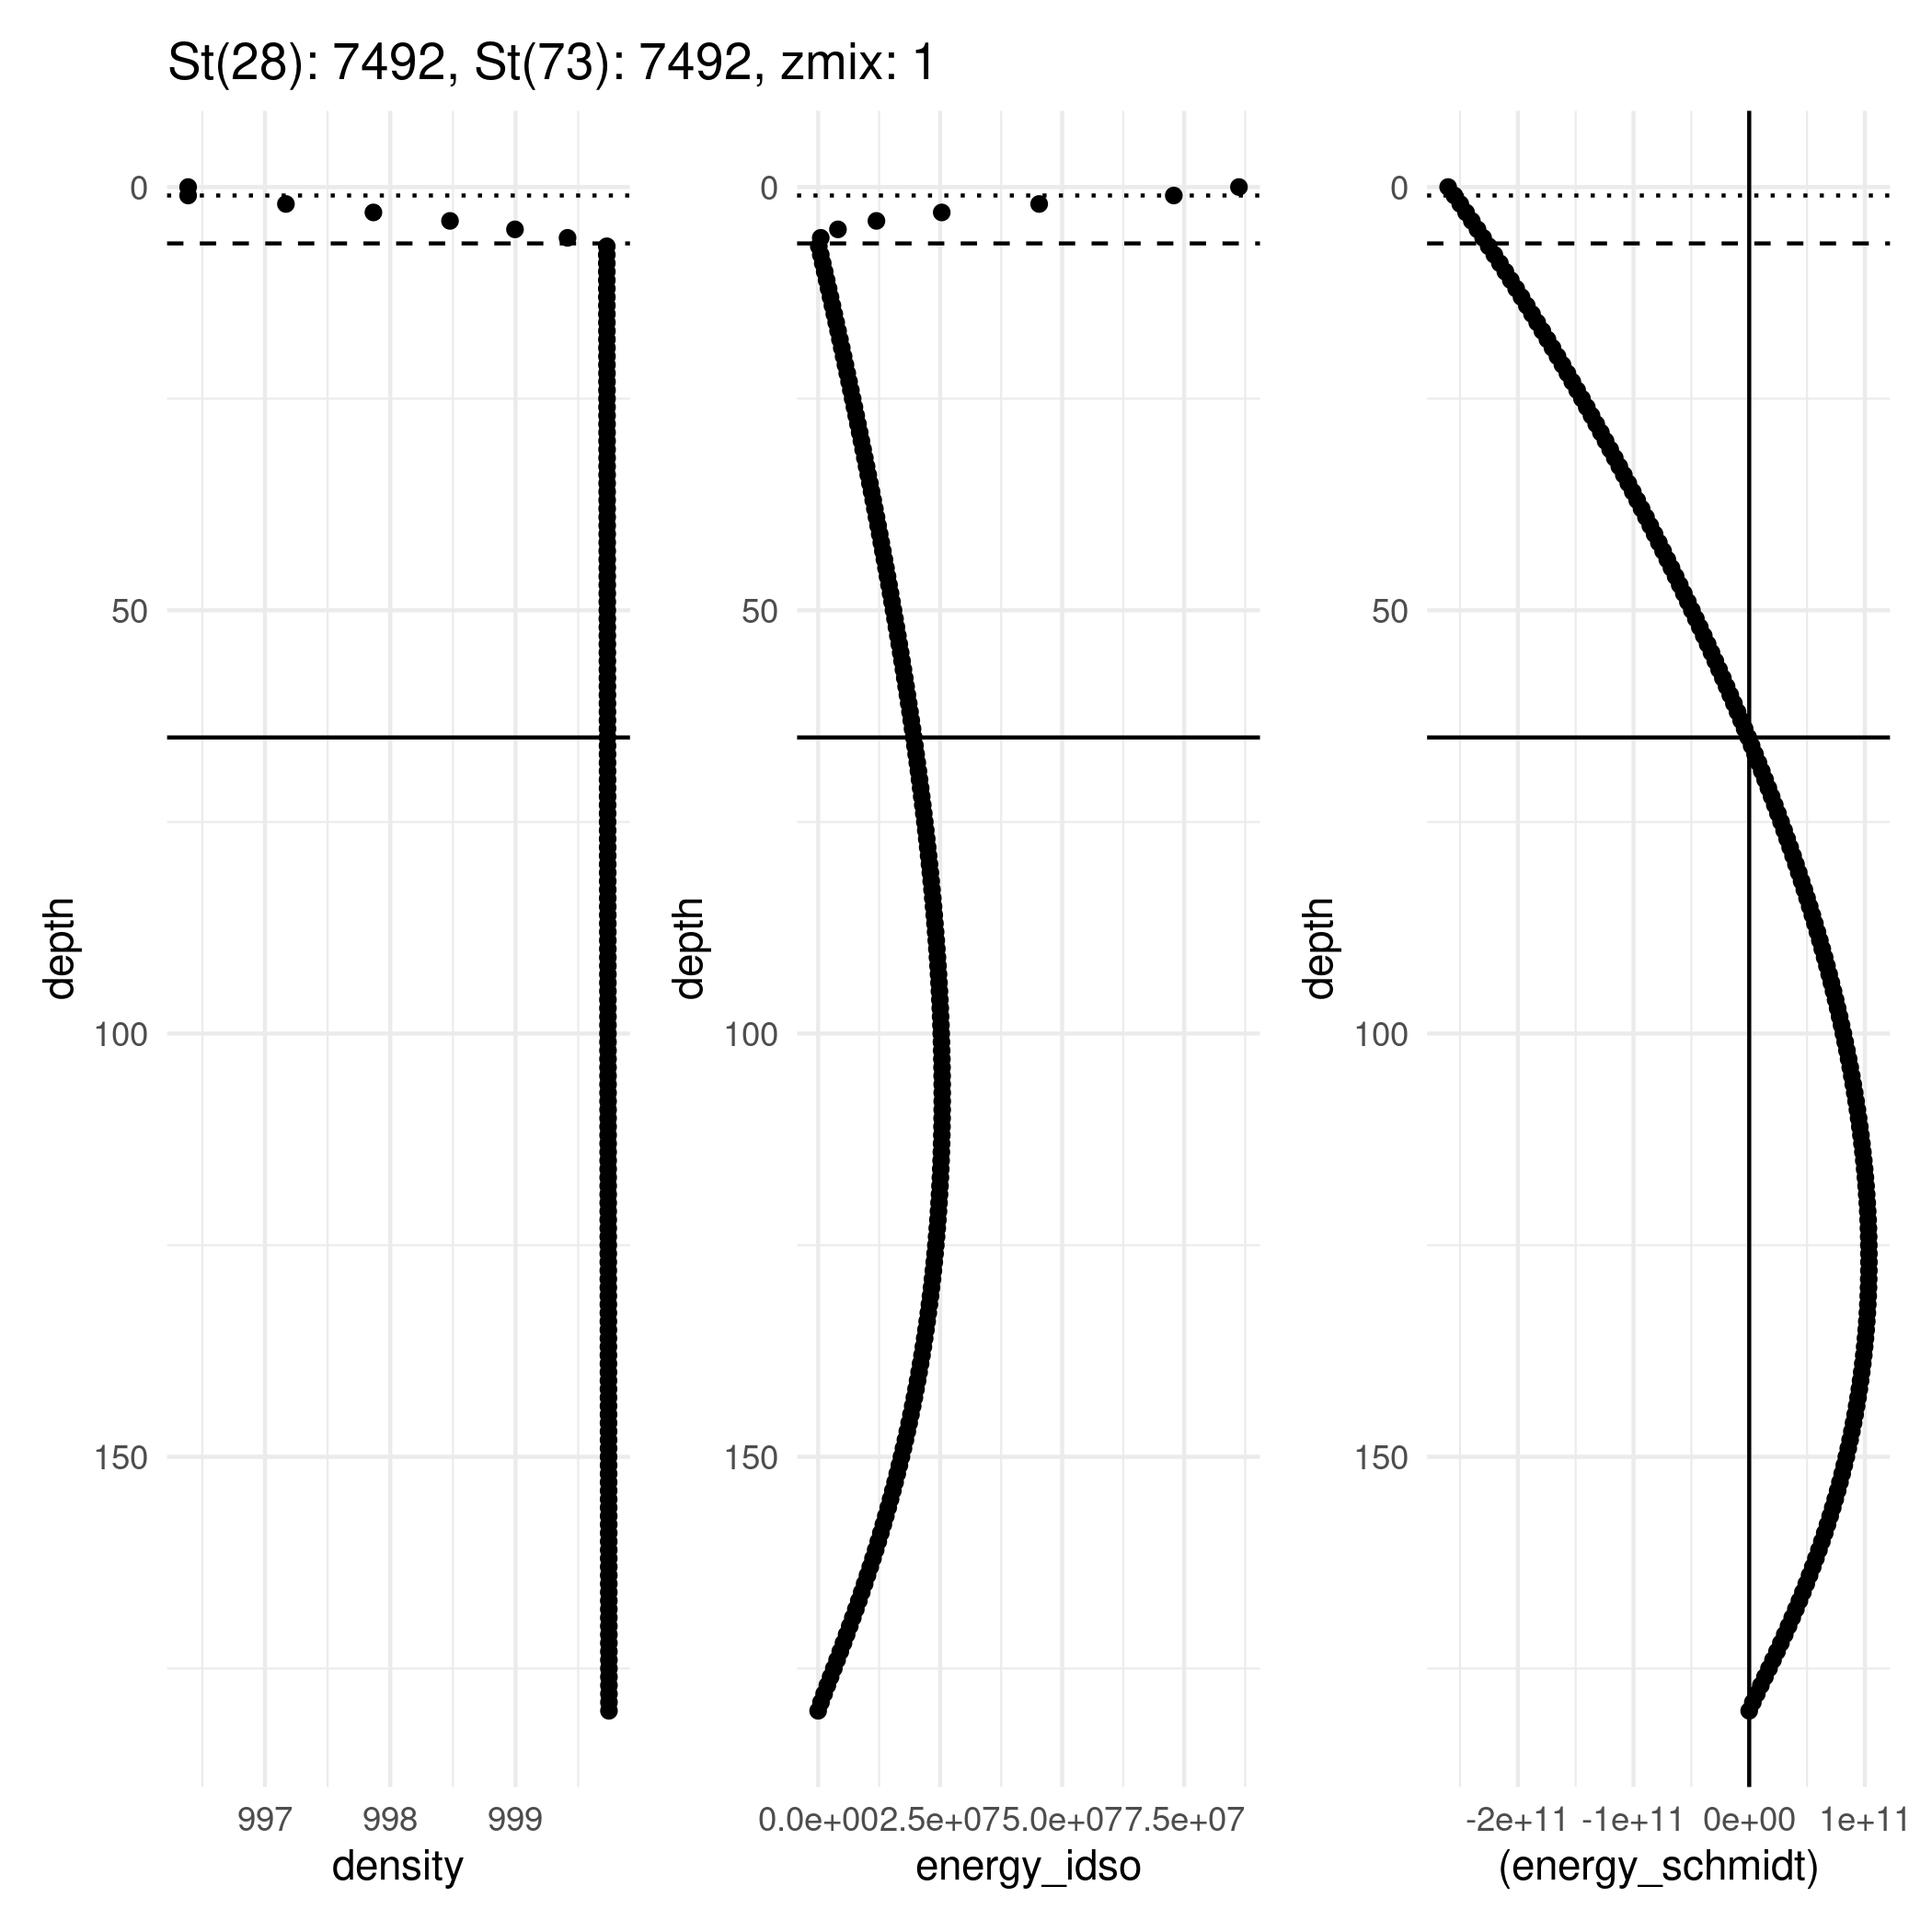 St(28): 7492, St(73): 7492, zmix: 1
0
50
100
150
depth
997 998 999
density
0
50
100
150
depth
0.0e+002.5e+075.0e+077.5e+07
energy_idso
0
50
100
150
depth
-2e+11 -1e+11 0e+00 1e+11
(energy_schmidt)